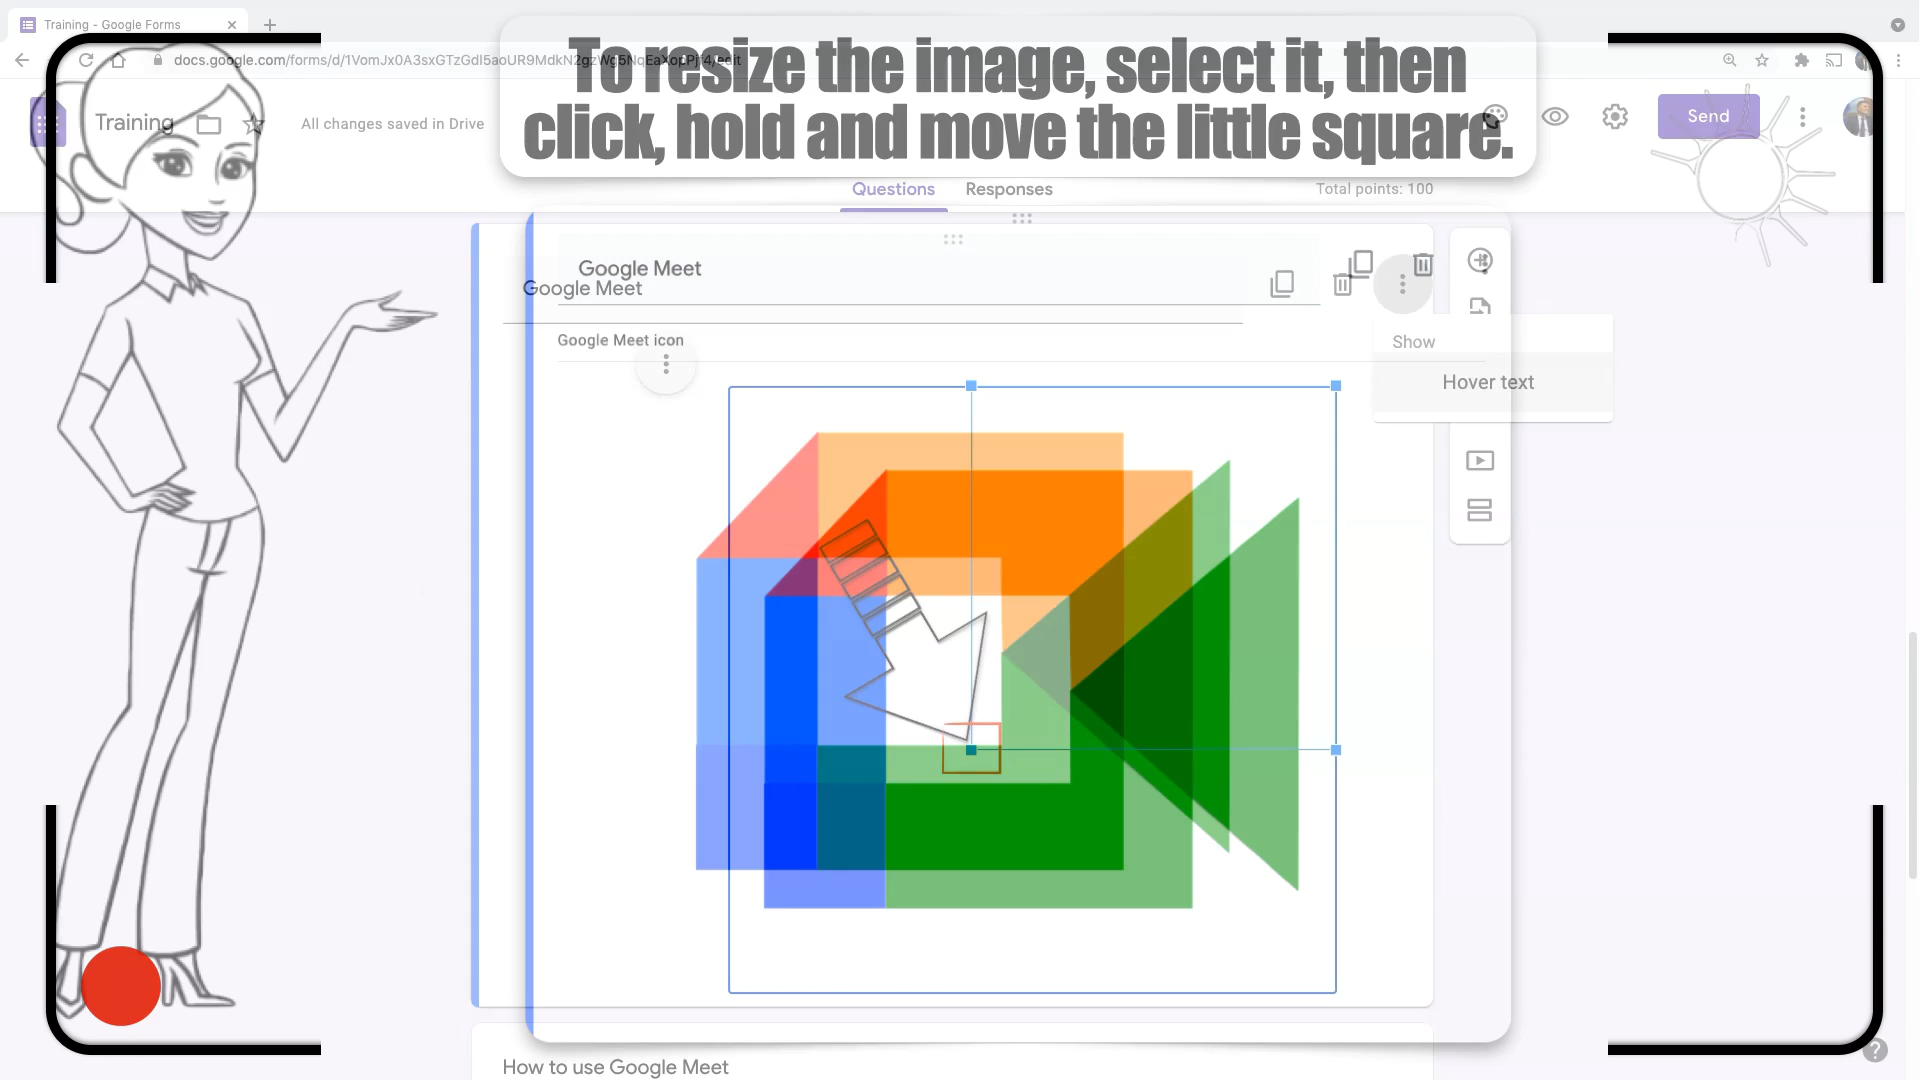 Training - Google Forms
To resize the image, select it, then
click, hold and move the little square.
Training
All changes saved in Drive
Send
Questions
Responses
Total points: 100
Google Meet
Google Meet
Google Meet icon
Show
Hover text
How to use Google Meet